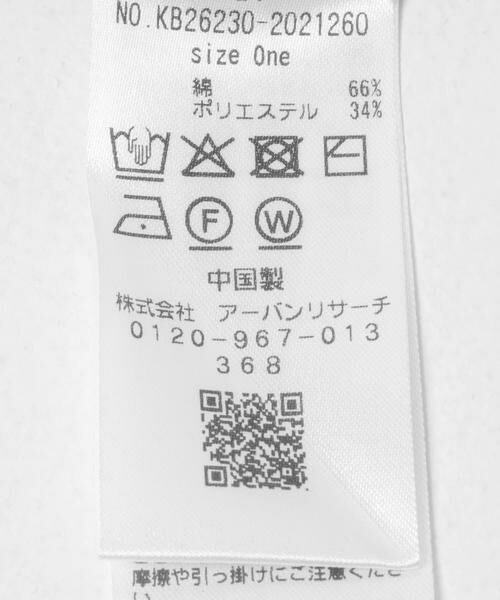 NO.KB26230-2021260
size One
綿 66%
ポリエステル 34%
F W
中国製
株式会社 アーバンリサーチ
0120-967-013
368
摩擦や引っ掛けにご注意くださ
い